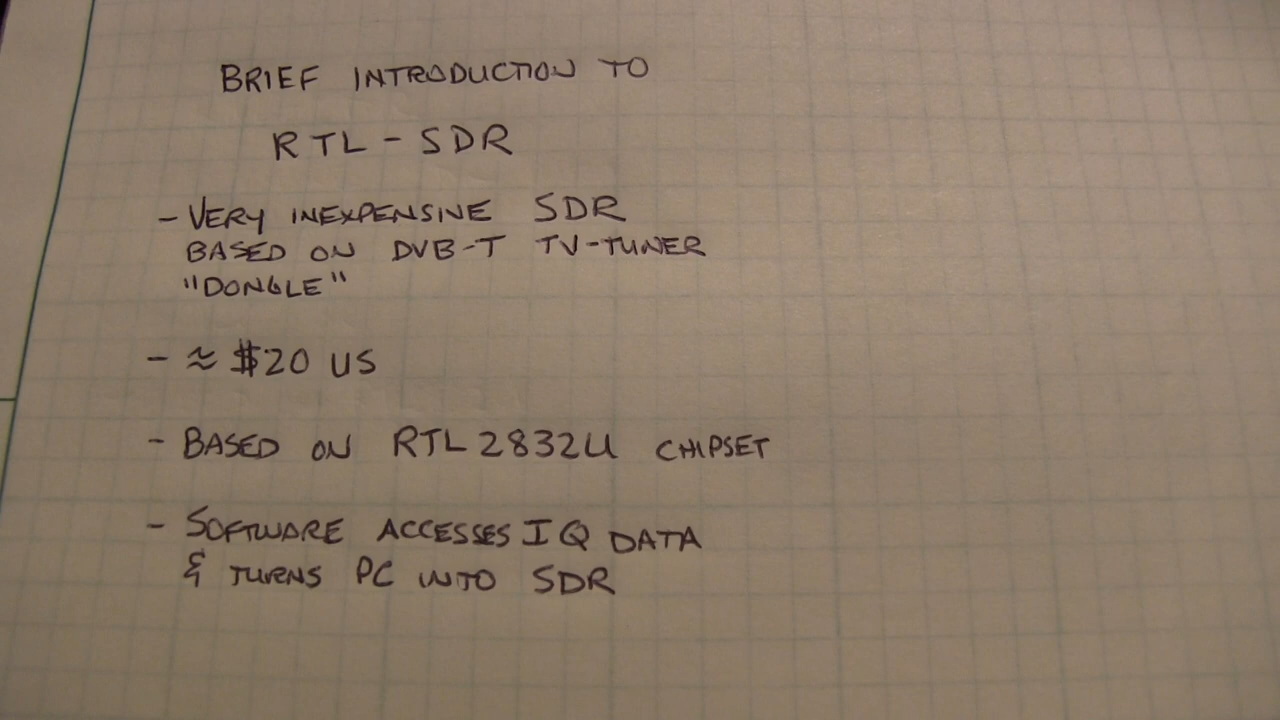 BRIEF INTRODUCTION TO
RTL-SDR
- VERY INEXPENSIVE SDR
BASED ON DVB-T TV-TUNER
"DONGLE"
- ≈ $20 US
- BASED ON RTL2832U CHIPSET
- SOFTWARE ACCESSES IQ DATA
& TURNS PC INTO SDR